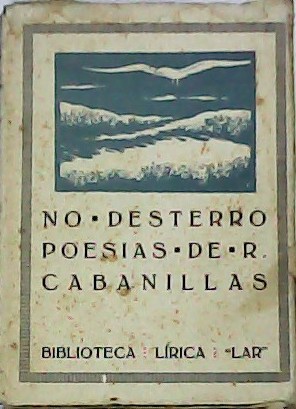 NO · DESTERRO
POESIAS · DE · R.
CABANILLAS
BIBLIOTECA ⁝ LÍRICA ⁝ "LAR"